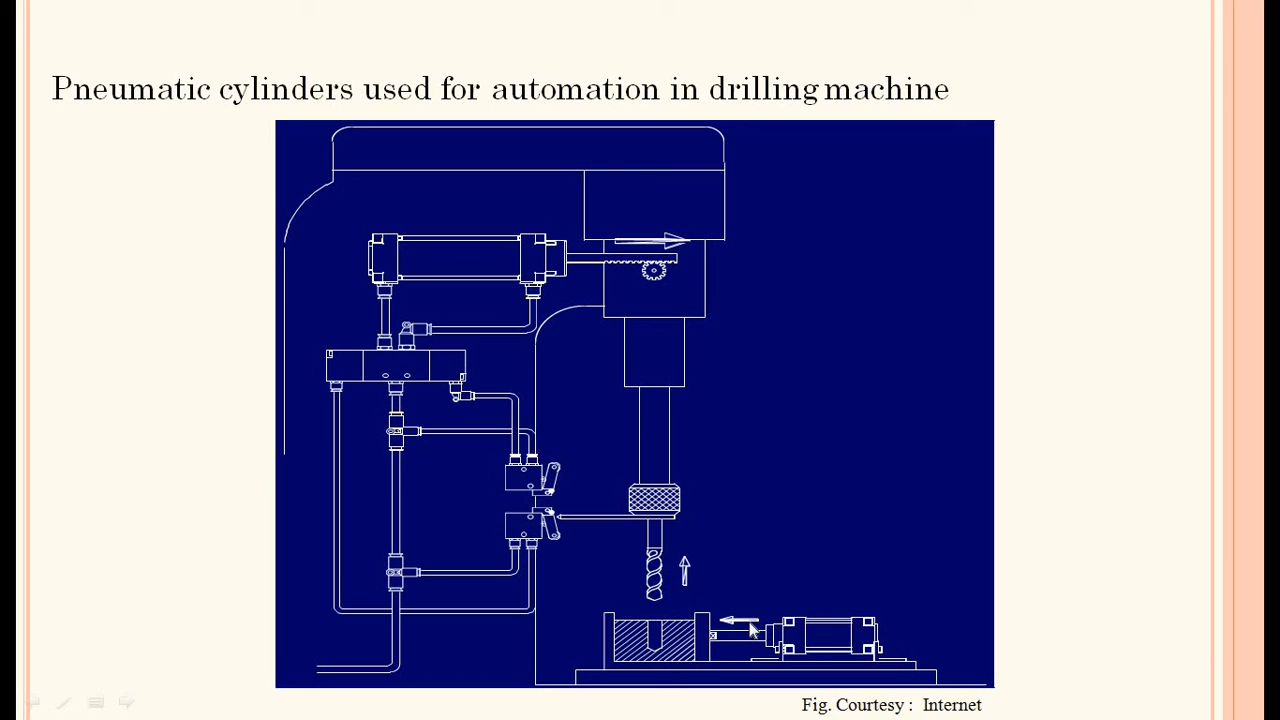 Pneumatic cylinders used for automation in drilling machine
Fig. Courtesy : Internet